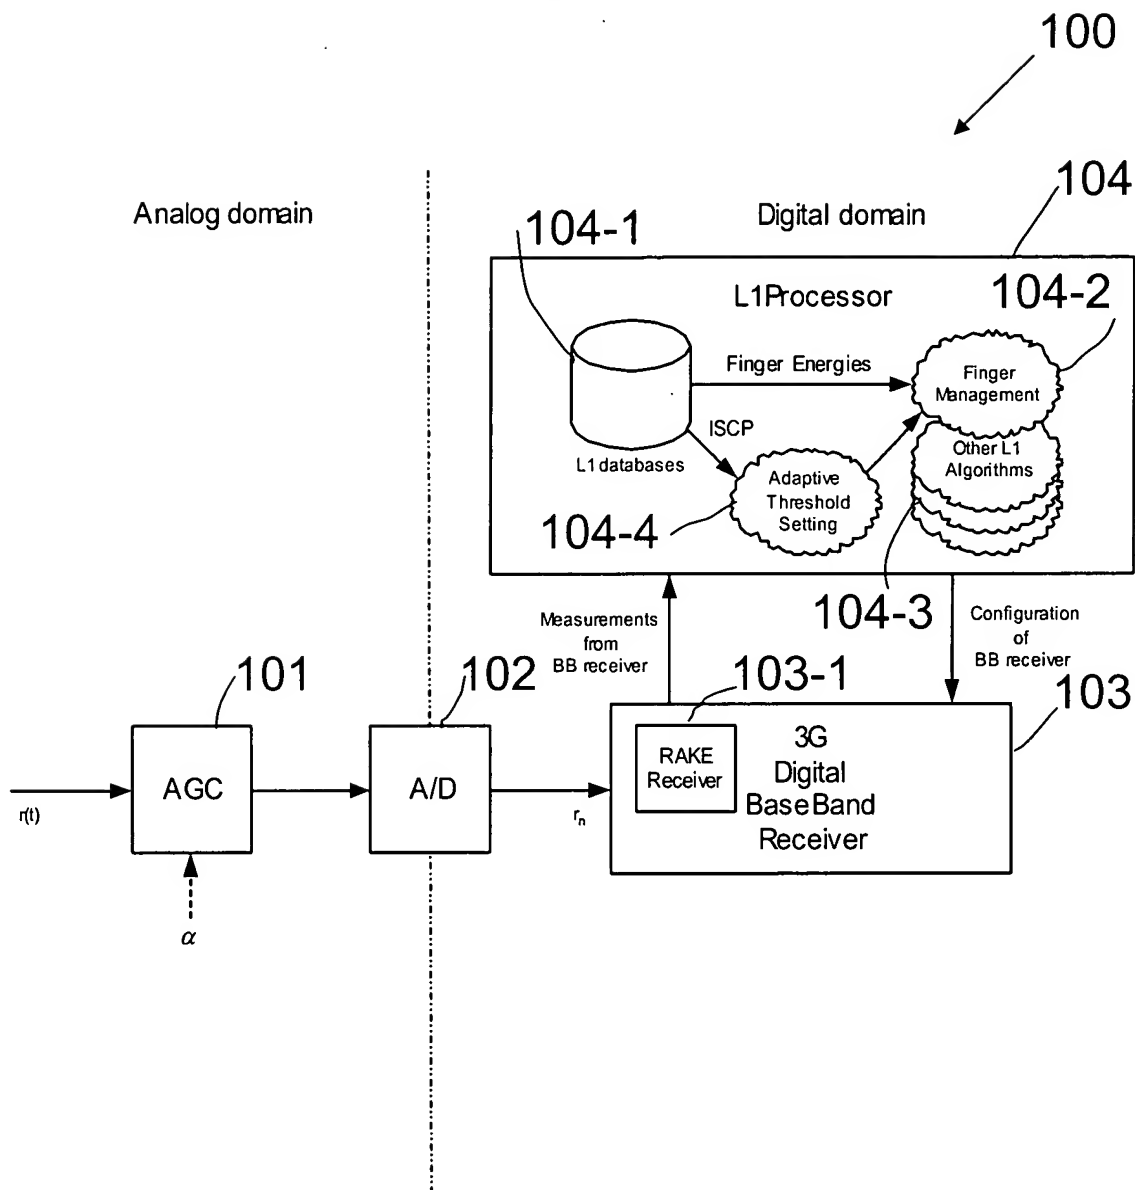 100
104
Analog domain
Digital domain
104-1
L1Processor
104-2
Finger Energies
Finger
Management
ISCP
L1 databases
Other L1
Algorithms
Adaptive
Threshold
Setting
104-4
104-3
Measurements
from
BB receiver
Configuration
of
BB receiver
101
102
103-1
103
AGC
A/D
RAKE
Receiver
3G
Digital
BaseBand
Receiver
r(t)
rₙ
α